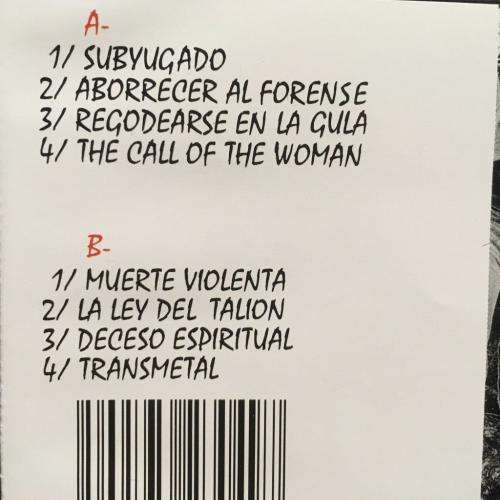 A-
1/ SUBYUGADO
2/ ABORRECER AL FORENSE
3/ REGODEARSE EN LA GULA
4/ THE CALL OF THE WOMAN
B-
1/ MUERTE VIOLENTA
2/ LA LEY DEL TALION
3/ DECESO ESPIRITUAL
4/ TRANSMETAL